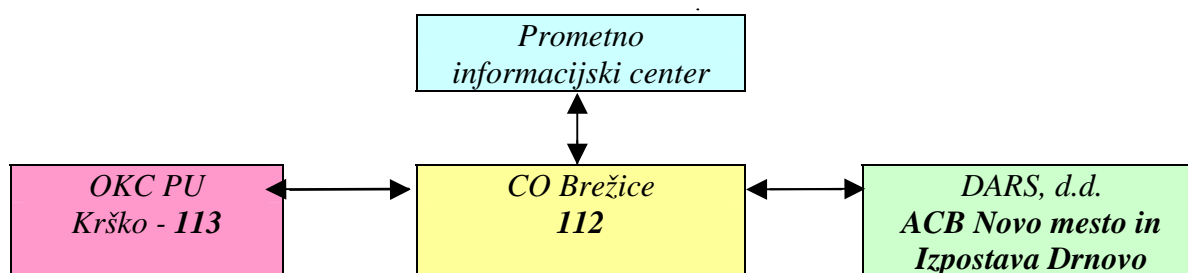 Prometno
informacijski center
OKC PU
Krško - 113
CO Brežice
112
DARS, d.d.
ACB Novo mesto in
Izpostava Drnovo